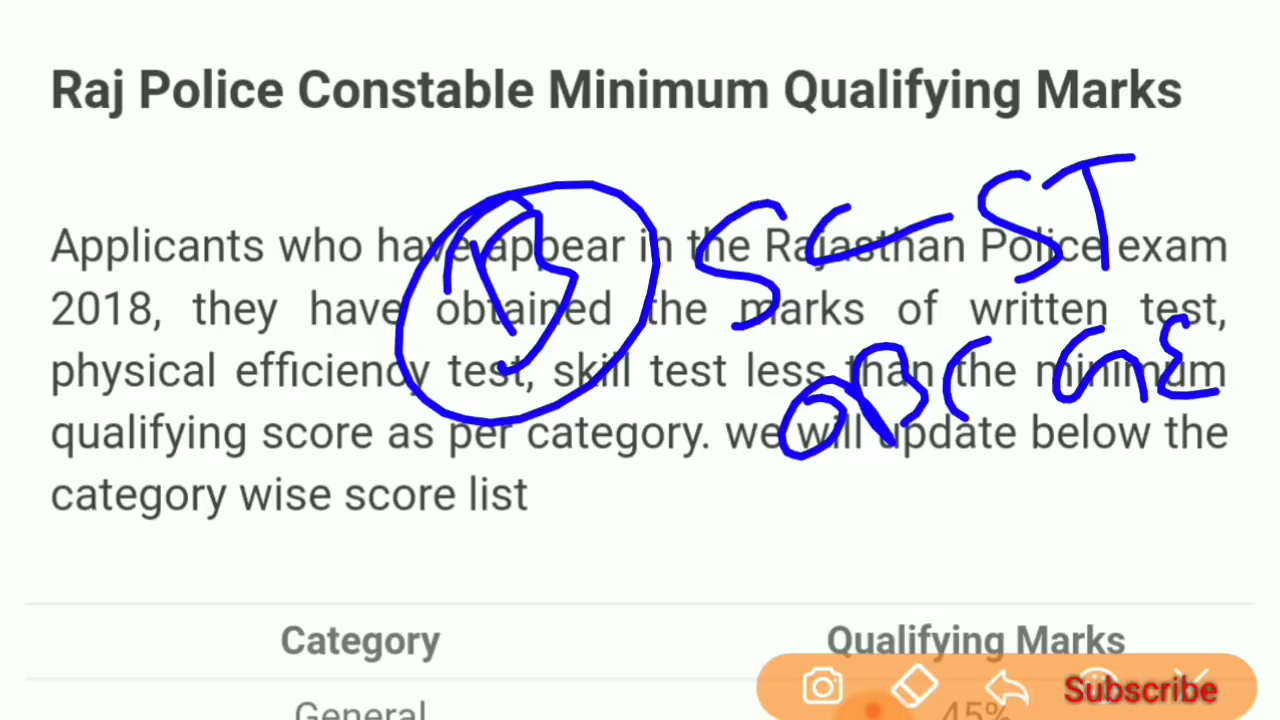 Raj Police Constable Minimum Qualifying Marks
Applicants who have appear in the Rajasthan Police exam
2018, they have obtained the marks of written test,
physical efficiency test, skill test less than the minimum
qualifying score as per category. we will update below the
category wise score list
B SC ST
OBC GE
Category Qualifying Marks
General 45%
Subscribe